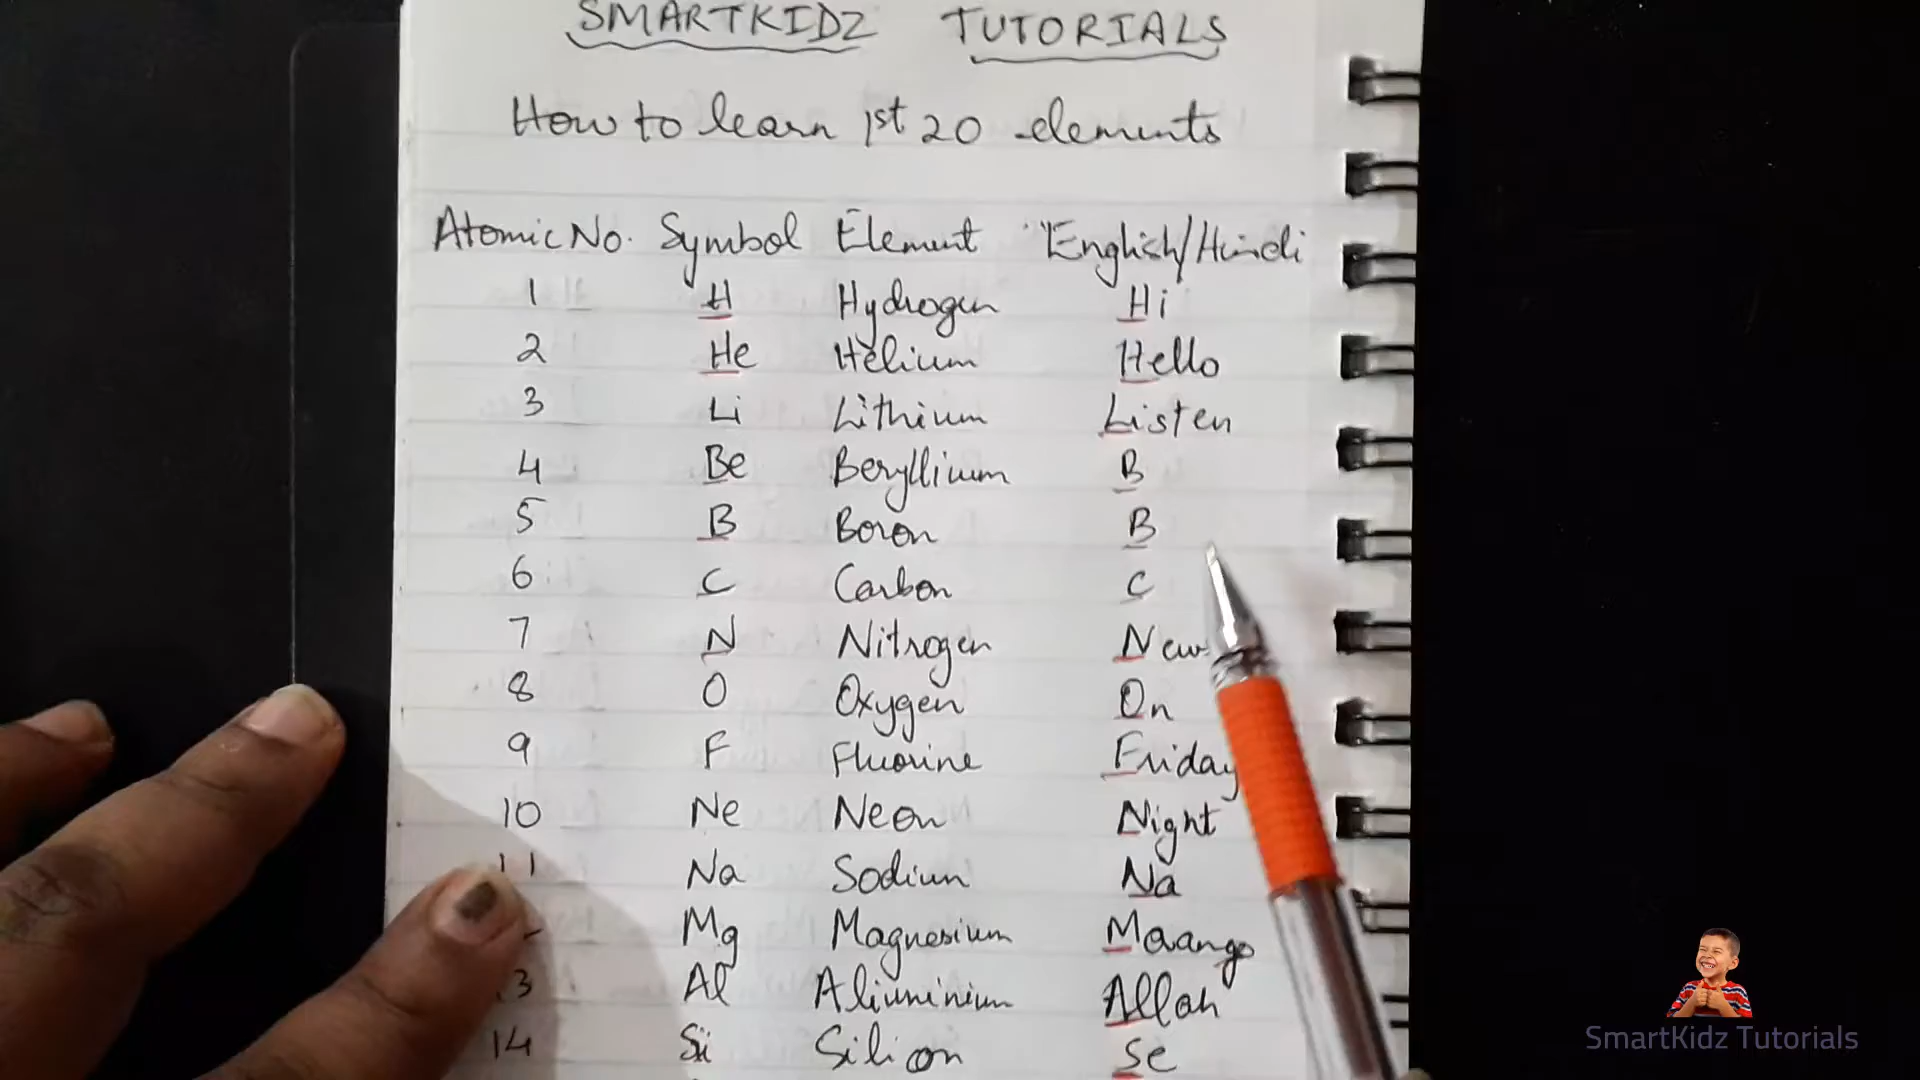 SMARTKIDZ TUTORIALS
How to learn 1st 20 elements
Atomic No. Symbol Element English/Hindi
1 H Hydrogen Hi
2 He Helium Hello
3 Li Lithium Listen
4 Be Beryllium B
5 B Boron B
6 C Carbon C
7 N Nitrogen New
8 O Oxygen On
9 F Fluorine Friday
10 Ne Neon Night
11 Na Sodium Na
Mg Magnesium Maango
3 Al Aliuminium Allah
14 Si Silion Se
SmartKidz Tutorials